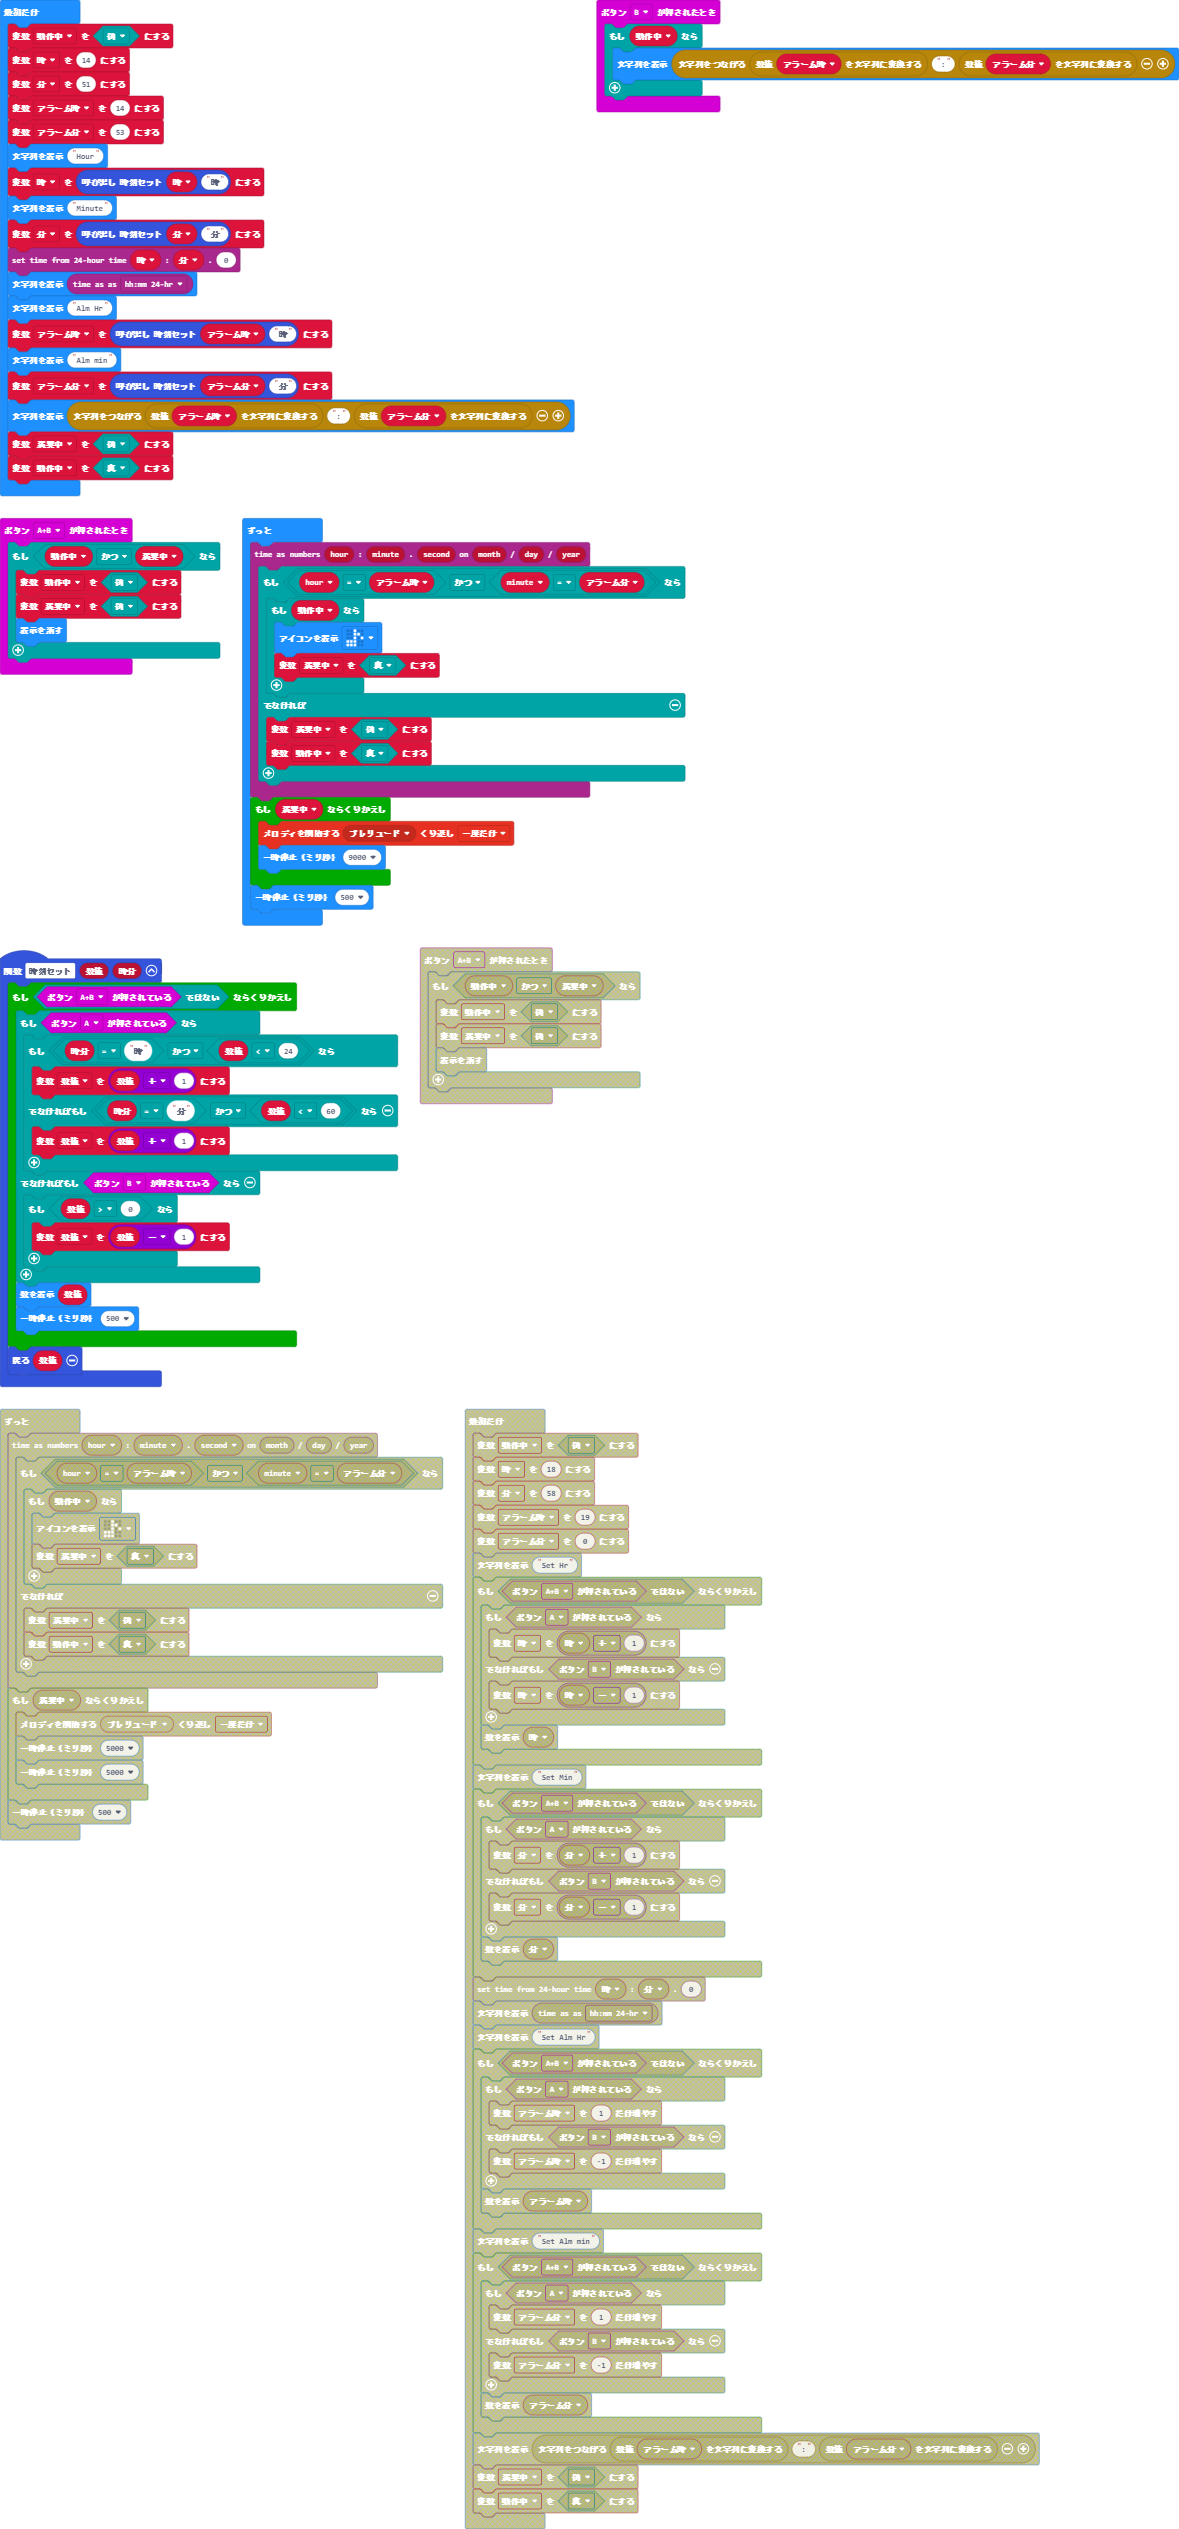 最初だけ
変数 動作中 を 偽 にする
変数 時 を 14 にする
変数 分 を 51 にする
変数 アラーム時 を 14 にする
変数 アラーム分 を 53 にする
文字列を表示 "Hour"
変数 時 を 呼び出し 時刻セット 時 "時" にする
文字列を表示 "Minute"
変数 分 を 呼び出し 時刻セット 分 "分" にする
set time from 24-hour time 時 : 分 . 0
文字列を表示 time as as hh:mm 24-hr
文字列を表示 "Alm Hr"
変数 アラーム時 を 呼び出し 時刻セット アラーム時 "時" にする
文字列を表示 "Alm min"
変数 アラーム分 を 呼び出し 時刻セット アラーム分 "分" にする
文字列を表示 文字列をつなげる 数値 アラーム時 を文字列に変換する ":" 数値 アラーム分 を文字列に変換する
変数 演奏中 を 偽 にする
変数 動作中 を 真 にする
ボタン B が押されたとき
もし 動作中 なら
文字列を表示 文字列をつなげる 数値 アラーム時 を文字列に変換する ":" 数値 アラーム分 を文字列に変換する
ボタン A+B が押されたとき
もし 動作中 かつ 演奏中 なら
変数 動作中 を 偽 にする
変数 演奏中 を 偽 にする
表示を消す
ずっと
time as numbers hour : minute . second on month / day / year
もし hour = アラーム時 かつ minute = アラーム分 なら
もし 動作中 なら
アイコンを表示
変数 演奏中 を 真 にする
でなければ
変数 演奏中 を 偽 にする
変数 動作中 を 真 にする
もし 演奏中 ならくりかえし
メロディを開始する プレリュード くり返し 一度だけ
一時停止（ミリ秒） 9000
一時停止（ミリ秒） 500
関数 時刻セット 数値 時分
もし ボタン A+B が押されている ではない ならくりかえし
もし ボタン A が押されている なら
もし 時分 = "時" かつ 数値 < 24 なら
変数 数値 を 数値 + 1 にする
でなければもし 時分 = "分" かつ 数値 < 60 なら
変数 数値 を 数値 + 1 にする
でなければもし ボタン B が押されている なら
もし 数値 > 0 なら
変数 数値 を 数値 - 1 にする
数を表示 数値
一時停止（ミリ秒） 500
戻る 数値
ボタン A+B が押されたとき
もし 動作中 かつ 演奏中 なら
変数 動作中 を 偽 にする
変数 演奏中 を 偽 にする
表示を消す
ずっと
time as numbers hour : minute . second on month / day / year
もし hour = アラーム時 かつ minute = アラーム分 なら
もし 動作中 なら
アイコンを表示
変数 演奏中 を 真 にする
でなければ
変数 演奏中 を 偽 にする
変数 動作中 を 真 にする
もし 演奏中 ならくりかえし
メロディを開始する プレリュード くり返し 一度だけ
一時停止（ミリ秒） 5000
一時停止（ミリ秒） 5000
一時停止（ミリ秒） 500
最初だけ
変数 動作中 を 偽 にする
変数 時 を 18 にする
変数 分 を 58 にする
変数 アラーム時 を 19 にする
変数 アラーム分 を 0 にする
文字列を表示 "Set Hr"
もし ボタン A+B が押されている ではない ならくりかえし
もし ボタン A が押されている なら
変数 時 を 時 + 1 にする
でなければもし ボタン B が押されている なら
変数 時 を 時 - 1 にする
数を表示 時
文字列を表示 "Set Min"
もし ボタン A+B が押されている ではない ならくりかえし
もし ボタン A が押されている なら
変数 分 を 分 + 1 にする
でなければもし ボタン B が押されている なら
変数 分 を 分 - 1 にする
数を表示 分
set time from 24-hour time 時 : 分 . 0
文字列を表示 time as as hh:mm 24-hr
文字列を表示 "Set Alm Hr"
もし ボタン A+B が押されている ではない ならくりかえし
もし ボタン A が押されている なら
変数 アラーム時 を 1 だけ増やす
でなければもし ボタン B が押されている なら
変数 アラーム時 を -1 だけ増やす
数を表示 アラーム時
文字列を表示 "Set Alm min"
もし ボタン A+B が押されている ではない ならくりかえし
もし ボタン A が押されている なら
変数 アラーム分 を 1 だけ増やす
でなければもし ボタン B が押されている なら
変数 アラーム分 を -1 だけ増やす
数を表示 アラーム分
文字列を表示 文字列をつなげる 数値 アラーム時 を文字列に変換する ":" 数値 アラーム分 を文字列に変換する
変数 演奏中 を 偽 にする
変数 動作中 を 真 にする